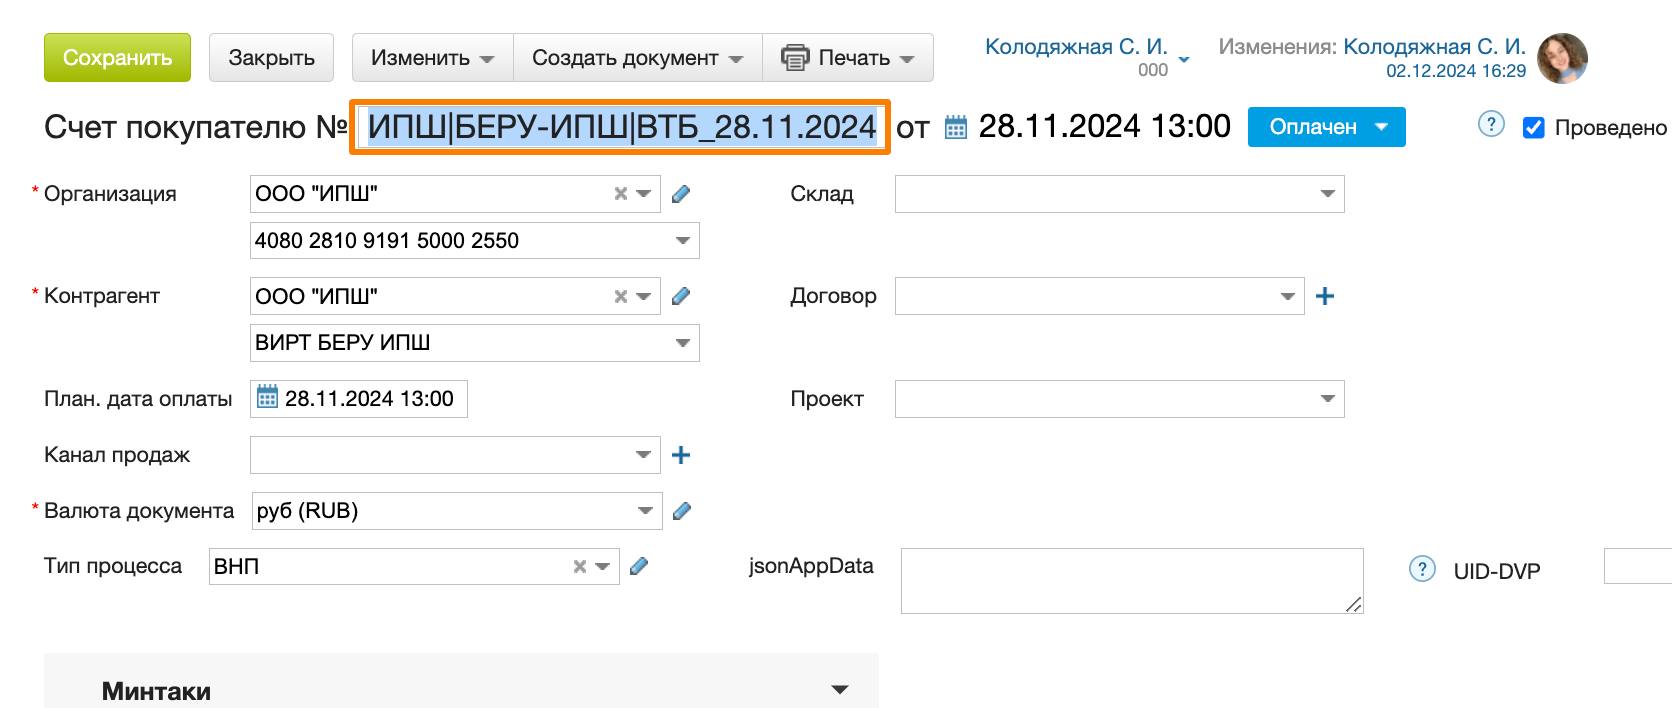 Сохранить Закрыть Изменить Создать документ Печать Колодяжная С. И. Изменения: Колодяжная С. И.
000 02.12.2024 16:29
Счет покупателю № ИПШ|БЕРУ-ИПШ|ВТБ_28.11.2024 от 28.11.2024 13:00 Оплачен ? Проведено
* Организация ООО "ИПШ" Склад
4080 2810 9191 5000 2550
* Контрагент ООО "ИПШ" Договор
ВИРТ БЕРУ ИПШ
План. дата оплаты 28.11.2024 13:00 Проект
Канал продаж
* Валюта документа руб (RUB)
Тип процесса ВНП jsonAppData ? UID-DVP
Минтаки